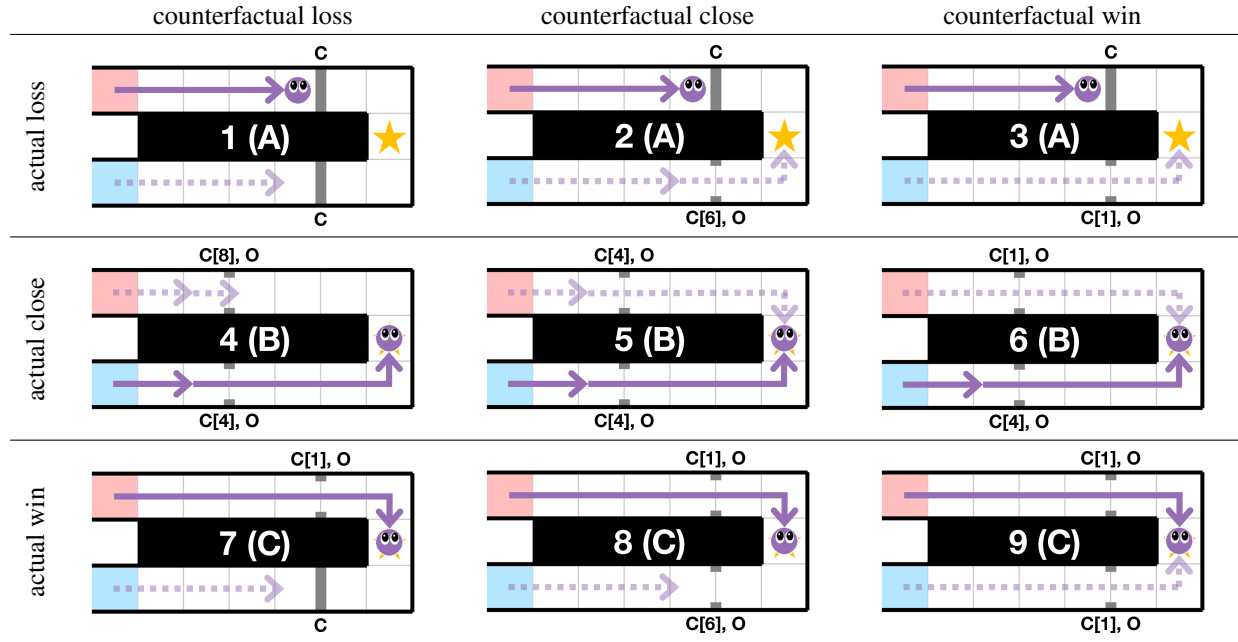 counterfactual loss counterfactual close counterfactual win
actual loss
C C C
1 (A) 2 (A) 3 (A)
C C[6], O C[1], O
actual close
C[8], O C[4], O C[1], O
4 (B) 5 (B) 6 (B)
C[4], O C[4], O C[4], O
actual win
C[1], O C[1], O C[1], O
7 (C) 8 (C) 9 (C)
C C[6], O C[1], O